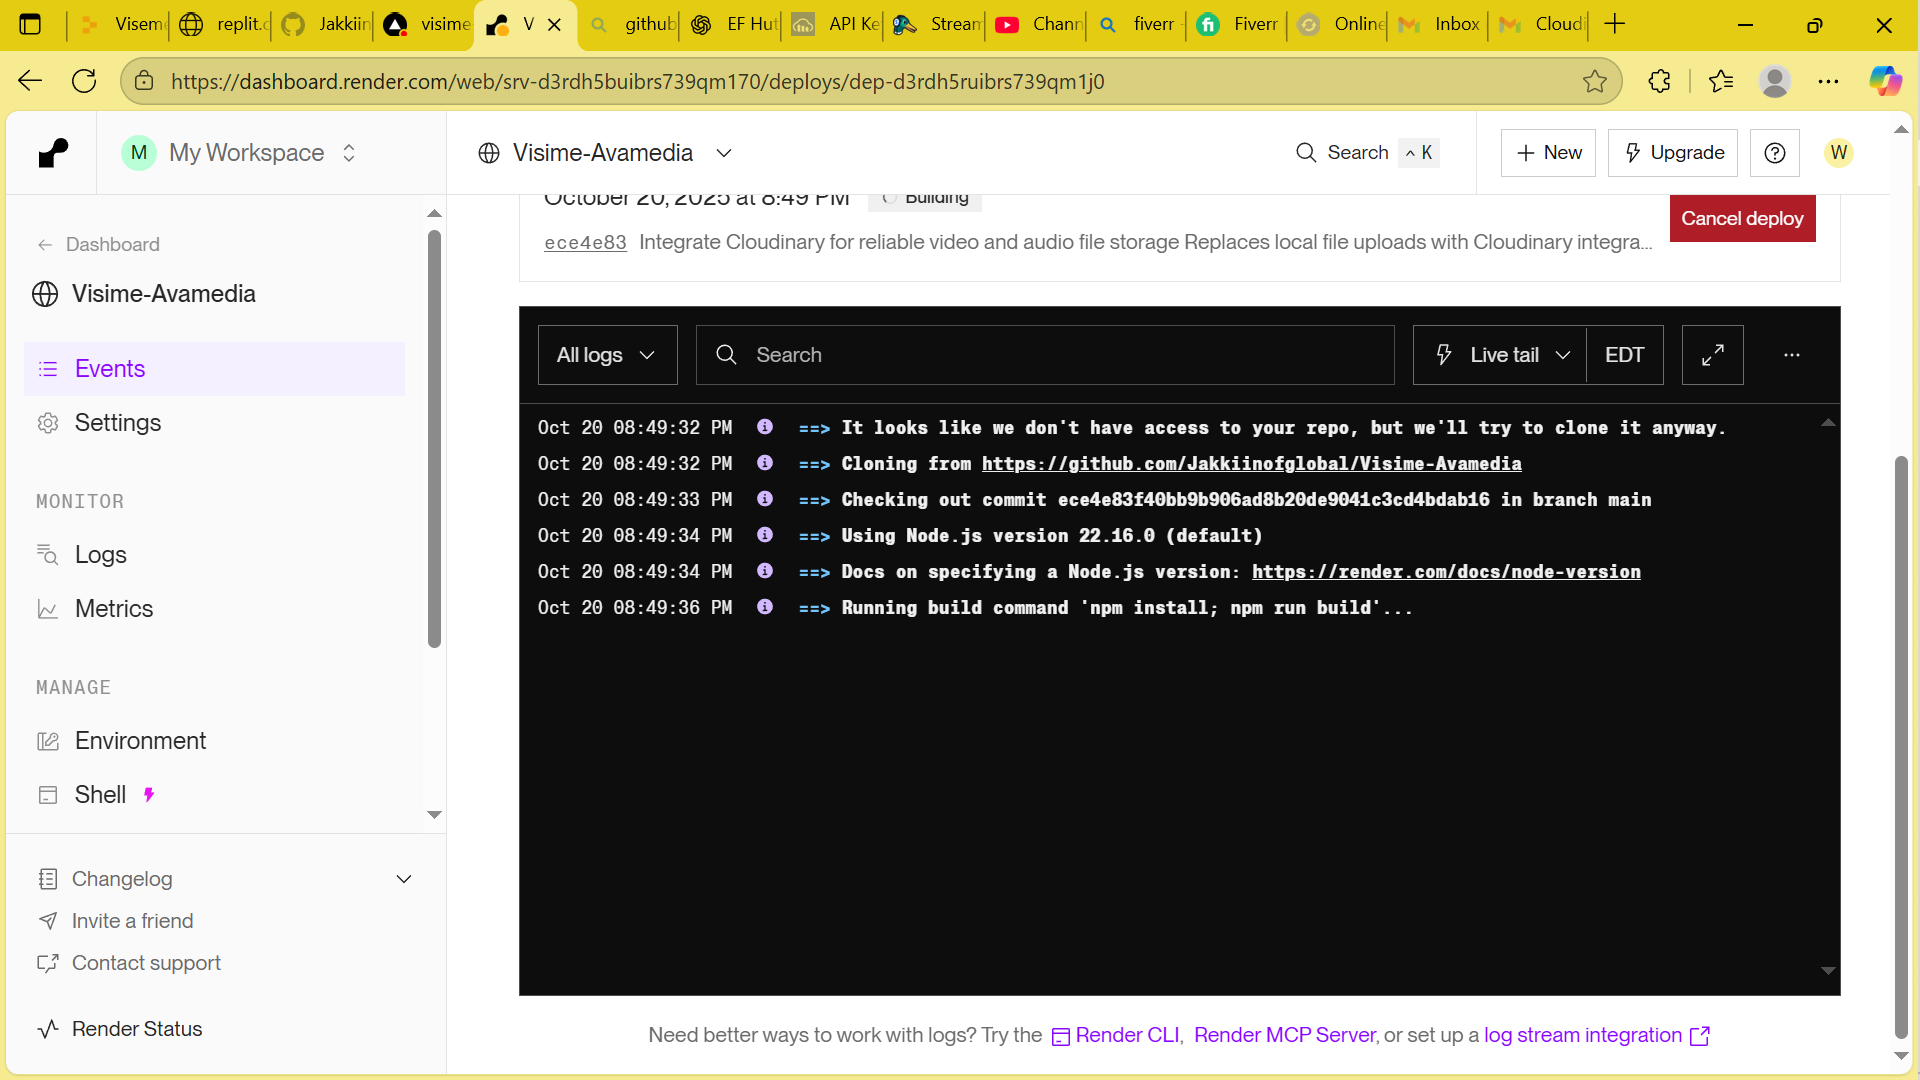 Visem
replit.c
Jakkiin
visime
V
github
EF Hut
API Ke
Stream
Chann
fiverr
Fiverr
Online
Inbox
Cloudi
https://dashboard.render.com/web/srv-d3rdh5buibrs739qm170/deploys/dep-d3rdh5ruibrs739qm1j0
M My Workspace
Visime-Avamedia
Search ^ K
+ New
Upgrade
W
← Dashboard
Visime-Avamedia
Events
Settings
MONITOR
Logs
Metrics
MANAGE
Environment
Shell
Changelog
Invite a friend
Contact support
Render Status
October 20, 2025 at 8:49 PM Building
Cancel deploy
ece4e83 Integrate Cloudinary for reliable video and audio file storage Replaces local file uploads with Cloudinary integra...
All logs
Search
Live tail
EDT
...
Oct 20 08:49:32 PM ==> It looks like we don't have access to your repo, but we'll try to clone it anyway.
Oct 20 08:49:32 PM ==> Cloning from https://github.com/Jakkiinofglobal/Visime-Avamedia
Oct 20 08:49:33 PM ==> Checking out commit ece4e83f40bb9b906ad8b20de9041c3cd4bdab16 in branch main
Oct 20 08:49:34 PM ==> Using Node.js version 22.16.0 (default)
Oct 20 08:49:34 PM ==> Docs on specifying a Node.js version: https://render.com/docs/node-version
Oct 20 08:49:36 PM ==> Running build command 'npm install; npm run build'...
Need better ways to work with logs? Try the Render CLI, Render MCP Server, or set up a log stream integration